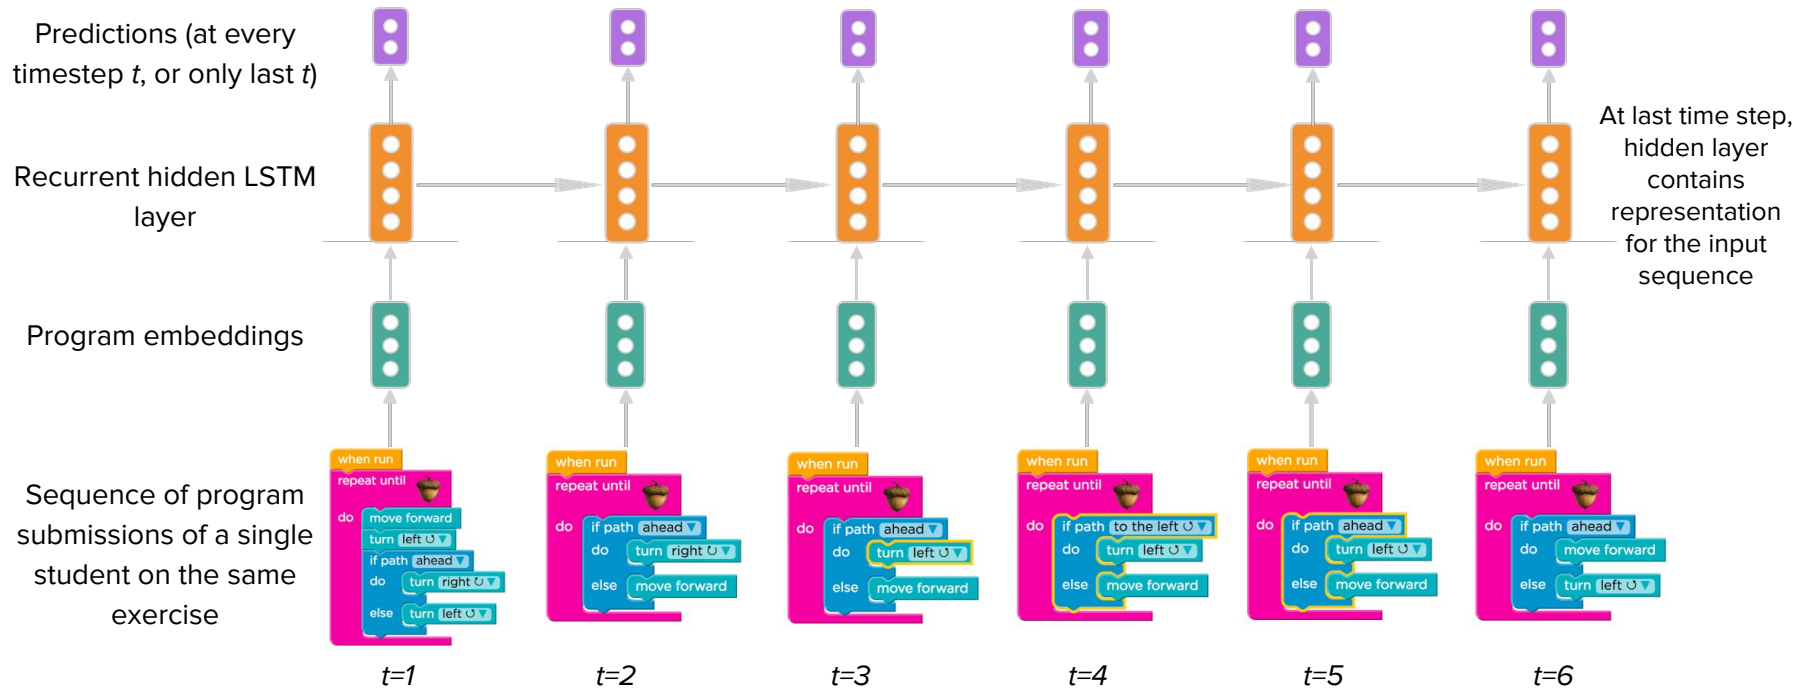 Predictions (at every
timestep t, or only last t)
Recurrent hidden LSTM
layer
At last time step,
hidden layer
contains
representation
for the input
sequence
Program embeddings
Sequence of program
submissions of a single
student on the same
exercise
when run
repeat until
do move forward
turn left ↺ ▼
if path ahead ▼
do turn right ↻ ▼
else turn left ↺ ▼
t=1
when run
repeat until
do if path ahead ▼
do turn right ↻ ▼
else move forward
t=2
when run
repeat until
do if path ahead ▼
do turn left ↺ ▼
else move forward
t=3
when run
repeat until
do if path to the left ↺ ▼
do turn left ↺ ▼
else move forward
t=4
when run
repeat until
do if path ahead ▼
do turn left ↺ ▼
else move forward
t=5
when run
repeat until
do if path ahead ▼
do move forward
else turn left ↺ ▼
t=6